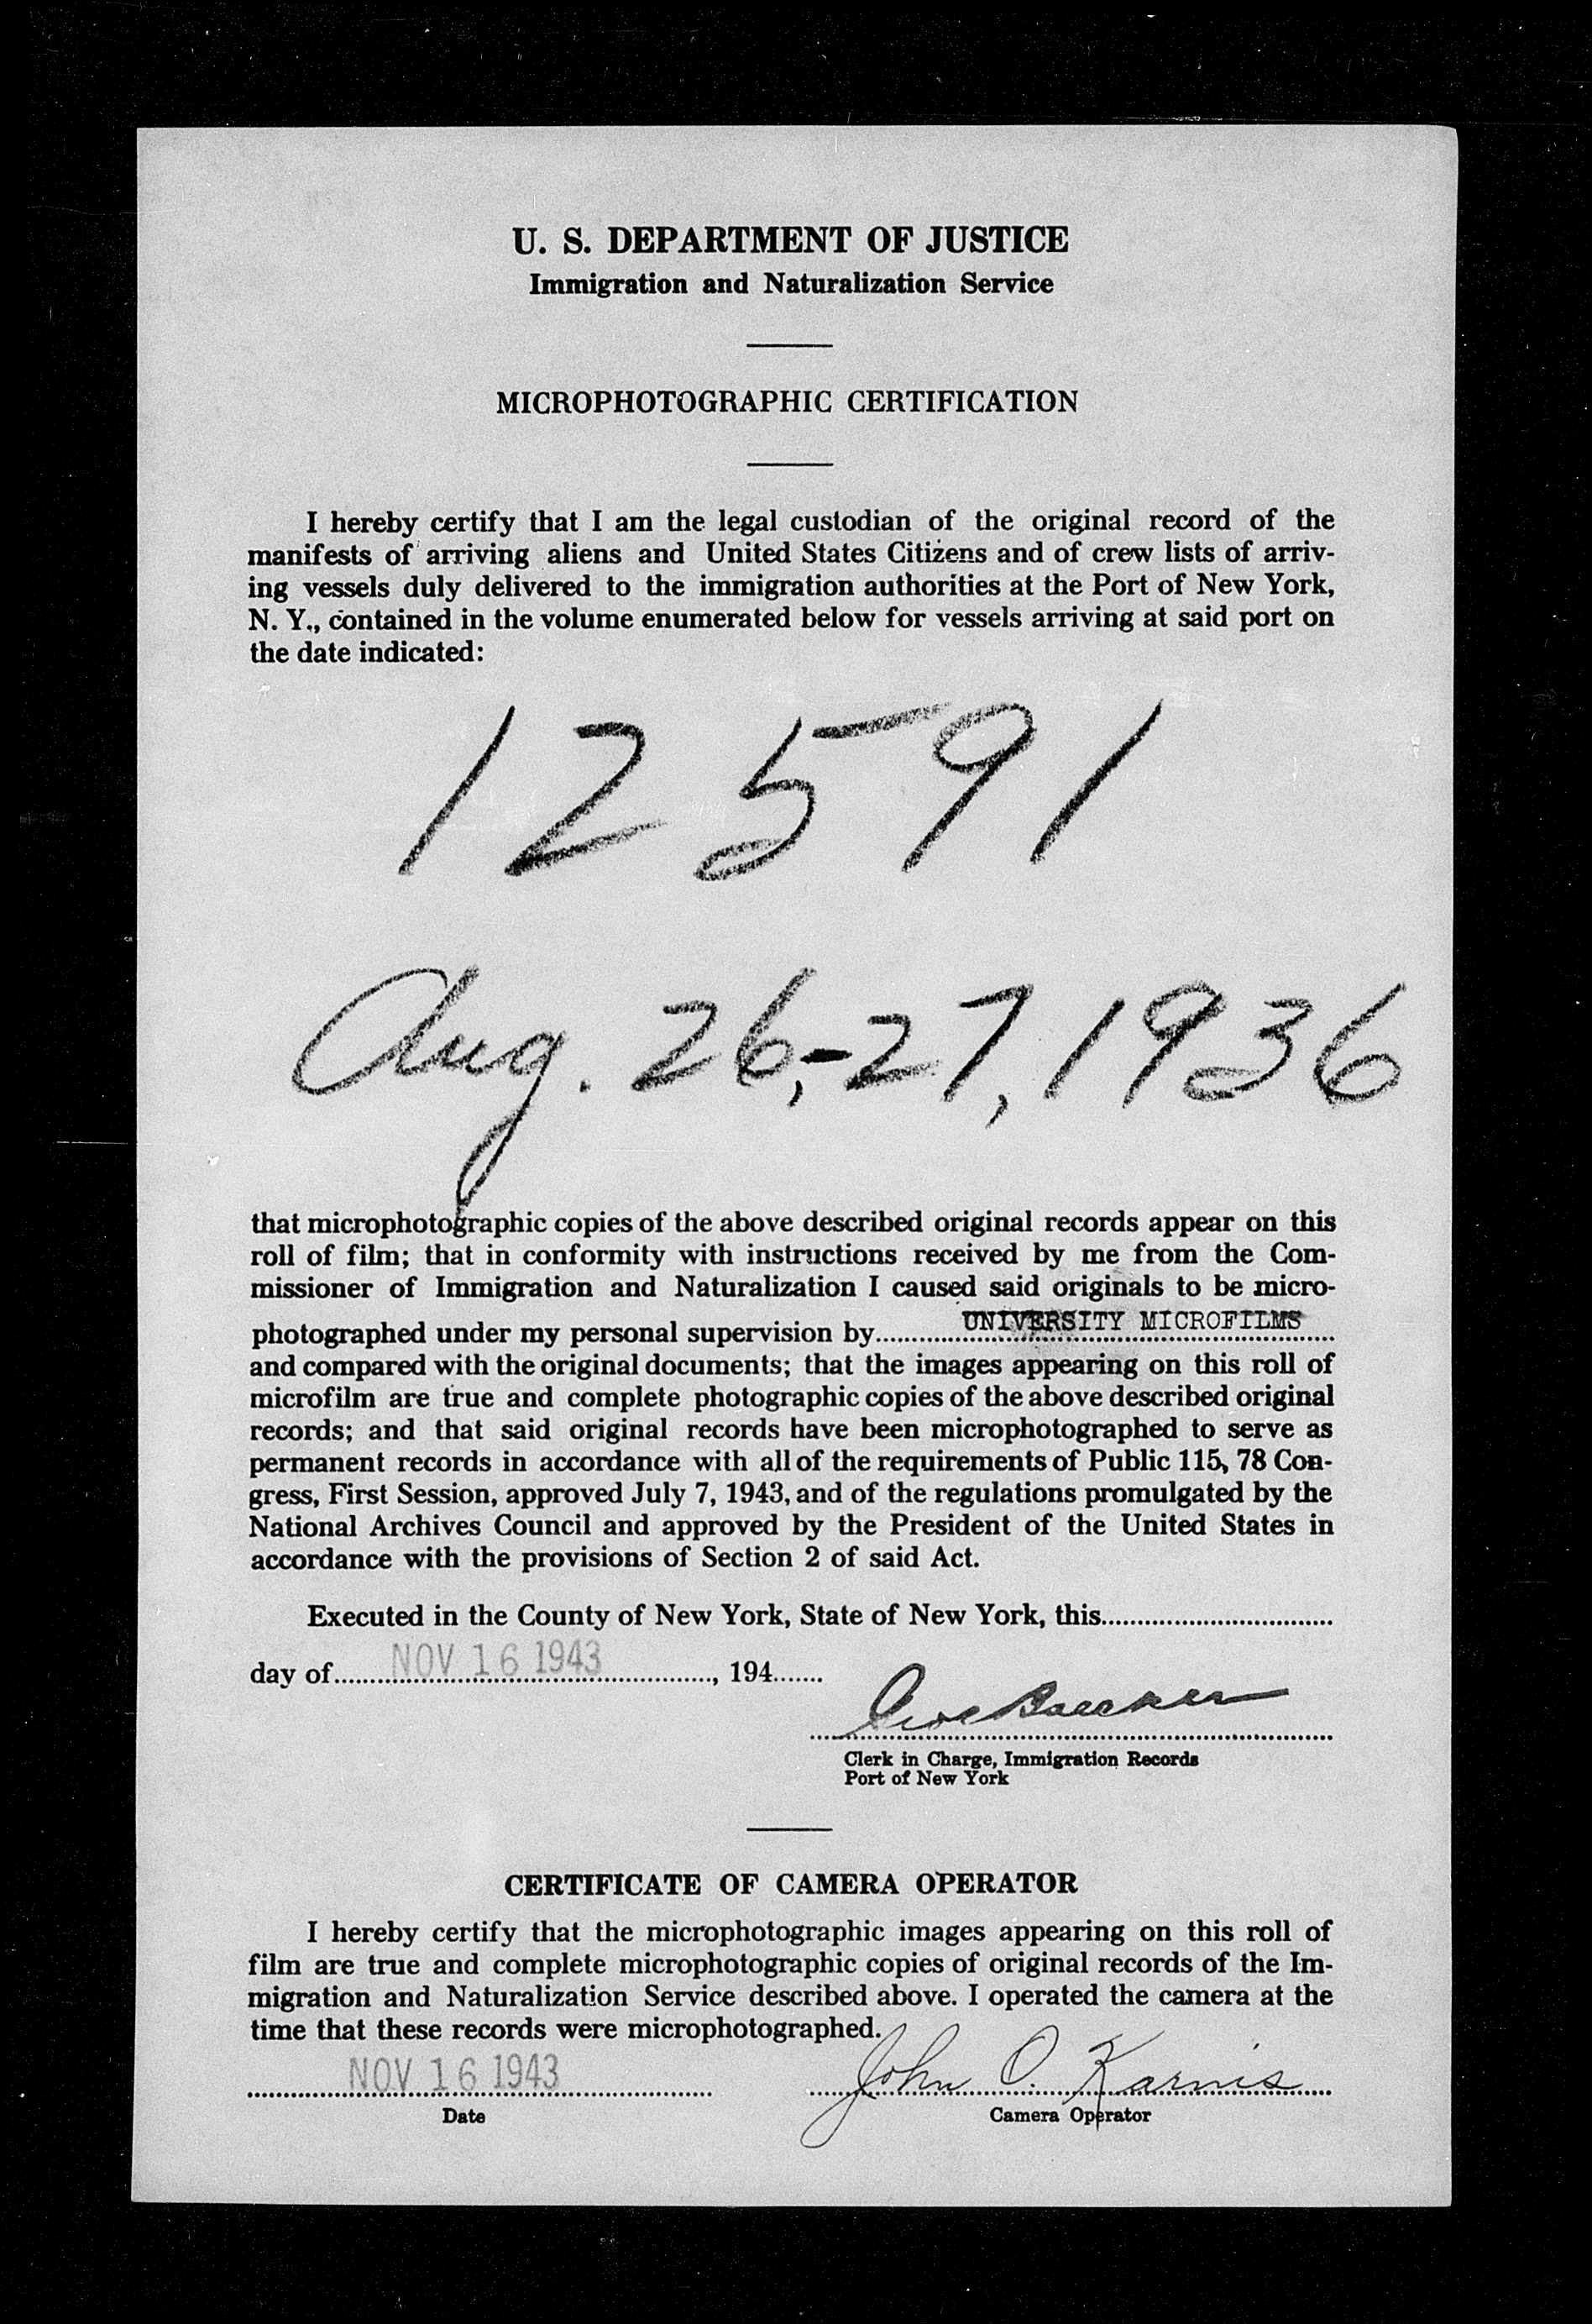 U. S. DEPARTMENT OF JUSTICE
Immigration and Naturalization Service
MICROPHOTOGRAPHIC CERTIFICATION
I hereby certify that I am the legal custodian of the original record of the
manifests of arriving aliens and United States Citizens and of crew lists of arriv-
ing vessels duly delivered to the immigration authorities at the Port of New York,
N. Y., contained in the volume enumerated below for vessels arriving at said port on
the date indicated:
12591
Aug. 26,-27, 1936
that microphotographic copies of the above described original records appear on this
roll of film; that in conformity with instructions received by me from the Com-
missioner of Immigration and Naturalization I caused said originals to be micro-
photographed under my personal supervision by UNIVERSITY MICROFILMS
and compared with the original documents; that the images appearing on this roll of
microfilm are true and complete photographic copies of the above described original
records; and that said original records have been microphotographed to serve as
permanent records in accordance with all of the requirements of Public 115, 78 Con-
gress, First Session, approved July 7, 1943, and of the regulations promulgated by the
National Archives Council and approved by the President of the United States in
accordance with the provisions of Section 2 of said Act.
Executed in the County of New York, State of New York, this
day of NOV 16 1943, 194
Clerk in Charge, Immigration Records
Port of New York
CERTIFICATE OF CAMERA OPERATOR
I hereby certify that the microphotographic images appearing on this roll of
film are true and complete microphotographic copies of original records of the Im-
migration and Naturalization Service described above. I operated the camera at the
time that these records were microphotographed.
NOV 16 1943 John O. Karnis
Date Camera Operator